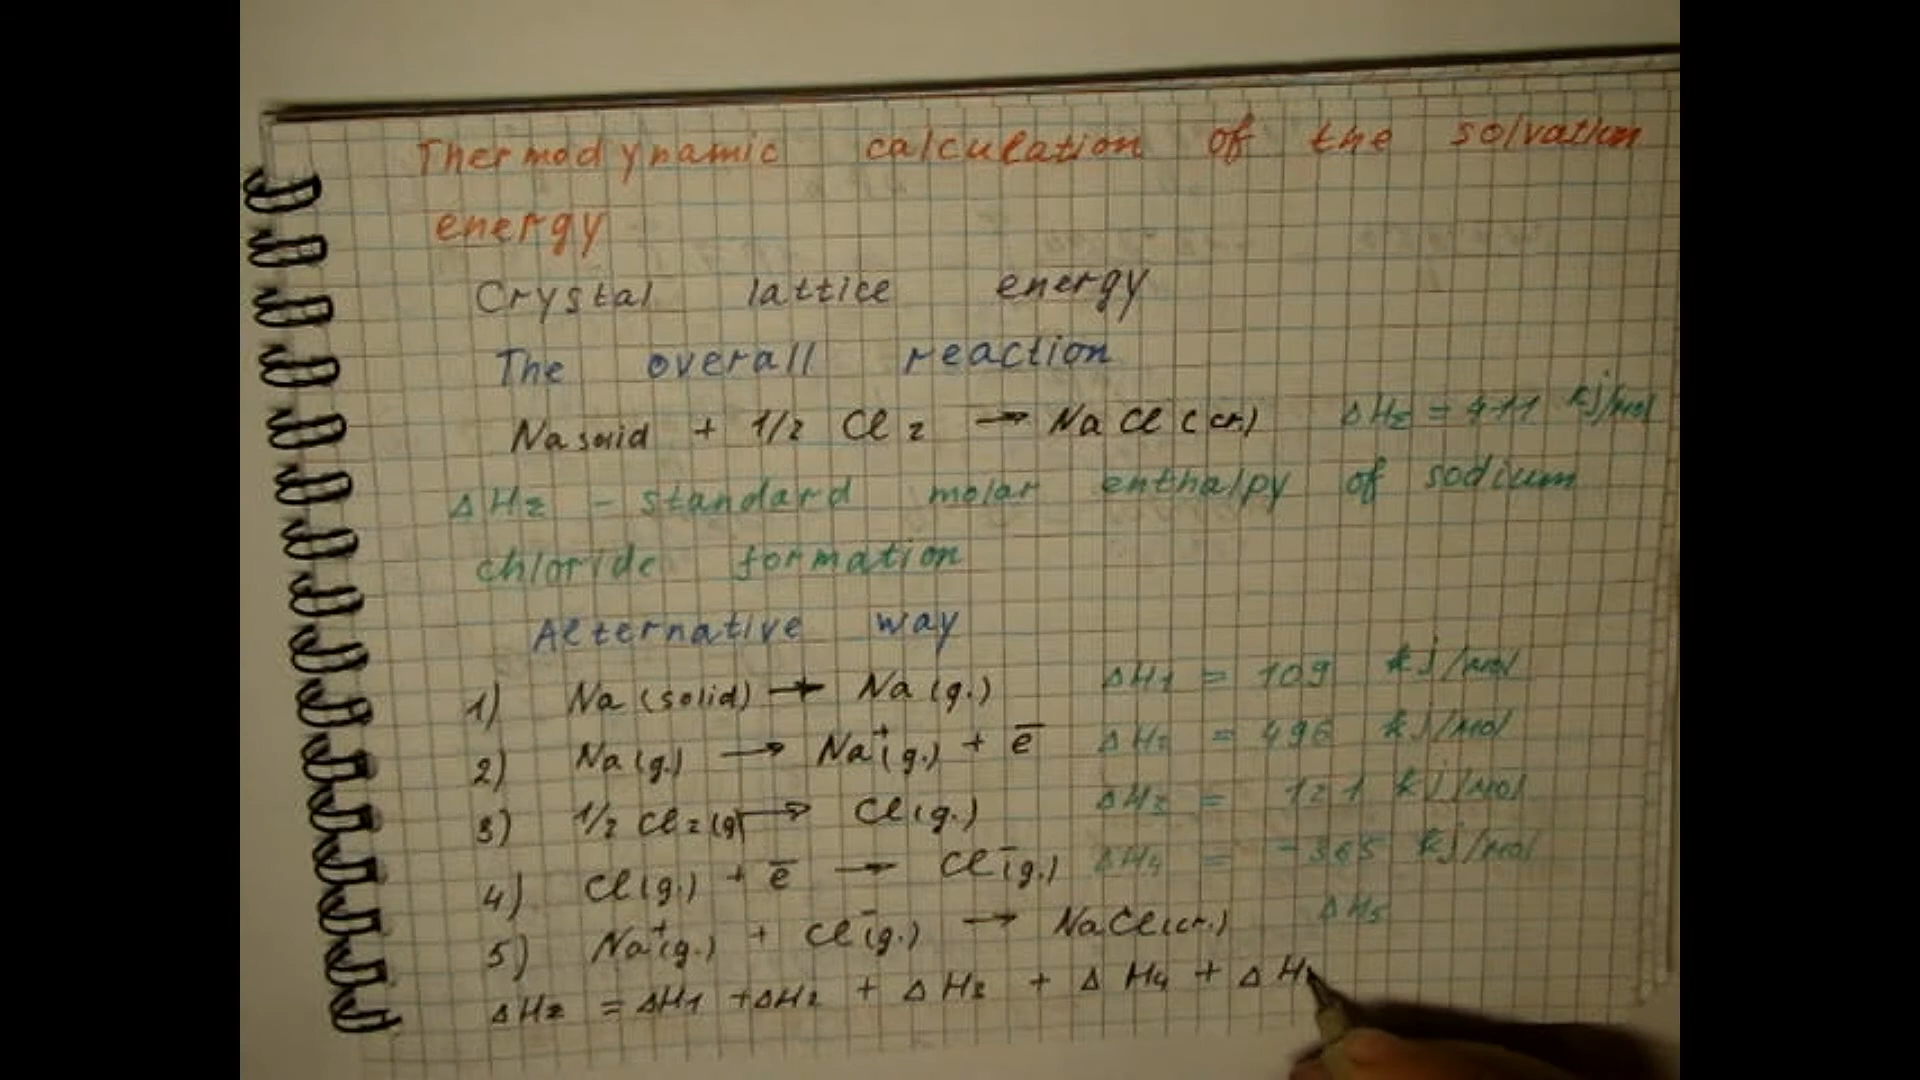 Thermodynamic calculation of the solvation
energy
Crystal lattice energy
The overall reaction
Na solid + 1/2 Cl2 → NaCl (cr.) ΔHΣ = 411 kj/mol
ΔHΣ - standard molar enthalpy of sodium
chloride formation
Alternative way
1) Na (solid) → Na (g.) ΔH1 = 109 kj/mol
2) Na (g.) → Na⁺(g.) + e̅ ΔH2 = 496 kj/mol
3) 1/2 Cl2 (g) → Cl (g.) ΔH3 = 121 kj/mol
4) Cl(g.) + e̅ → Cl⁻(g.) ΔH4 = -365 kj/mol
5) Na⁺(g.) + Cl⁻(g.) → NaCl(cr.) ΔH5
ΔHΣ = ΔH1 + ΔH2 + ΔH3 + ΔH4 + ΔH